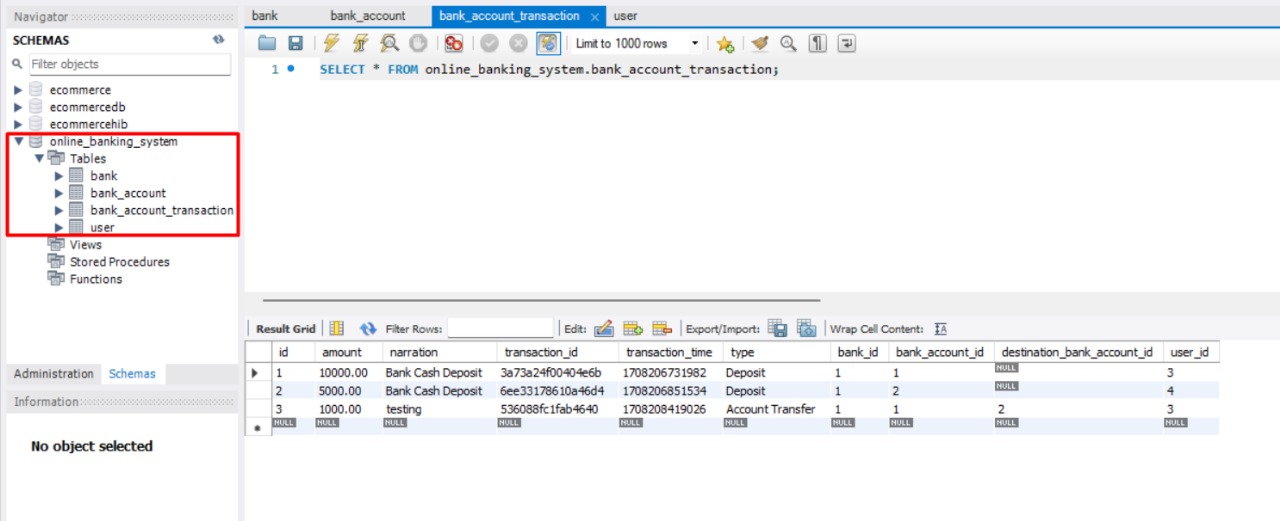 Navigator
SCHEMAS
Filter objects
ecommerce
ecommercedb
ecommercehib
online_banking_system
Tables
bank
bank_account
bank_account_transaction
user
Views
Stored Procedures
Functions
Administration Schemas
Information
No object selected
bank bank_account bank_account_transaction × user
Limit to 1000 rows
1 SELECT * FROM online_banking_system.bank_account_transaction;
Result Grid Filter Rows: Edit: Export/Import: Wrap Cell Content: IA
id amount narration transaction_id transaction_time type bank_id bank_account_id destination_bank_account_id user_id
1 10000.00 Bank Cash Deposit 3a73a24f00404e6b 1708206731982 Deposit 1 1 NULL 3
2 5000.00 Bank Cash Deposit 6ee33178610a46d4 1708206851534 Deposit 1 2 NULL 4
3 1000.00 testing 536088fc1fab4640 1708208419026 Account Transfer 1 1 2 3
NULL NULL NULL NULL NULL NULL NULL NULL NULL NULL